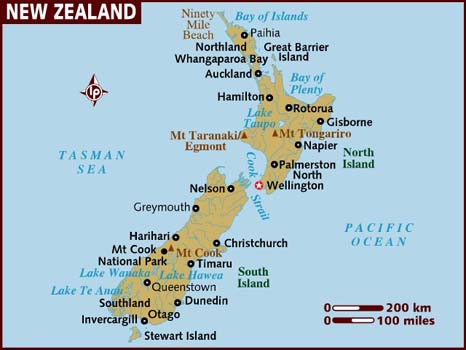 NEW ZEALAND
Ninety
Mile
Beach
Bay of Islands
Paihia
Northland
Great Barrier
Island
Whangaparoa Bay
Auckland
Bay of
Plenty
Hamilton
Rotorua
Lake
Taupo
Gisborne
Mt Taranaki/
Egmont
Mt Tongariro
Napier
TASMAN
SEA
North
Island
Palmerston
North
Cook
Strait
Nelson
Wellington
Greymouth
PACIFIC
OCEAN
Harihari
Christchurch
Mt Cook
National Park
Mt Cook
Timaru
Lake Wanaka
Lake Hawea
South
Island
Queenstown
Lake Te Anau
Southland
Dunedin
Otago
Invercargill
Stewart Island
0
200 km
0
100 miles
lp